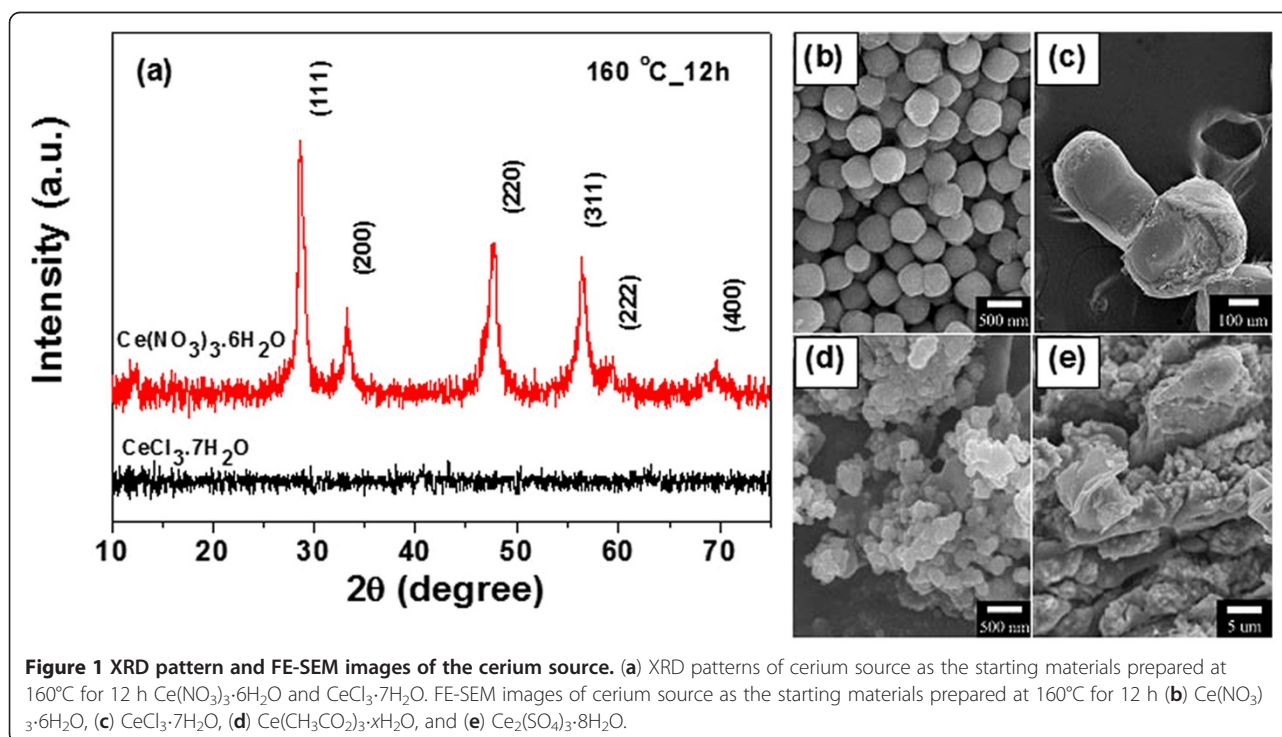 (a)
160 °C_12h
(111)
(200)
(220)
(311)
(222)
(400)
Intensity (a.u.)
Ce(NO₃)₃.6H₂O
CeCl₃.7H₂O
10 20 30 40 50 60 70
2θ (degree)
(b)
500 nm
(c)
100 um
(d)
500 nm
(e)
5 um
Figure 1 XRD pattern and FE-SEM images of the cerium source. (a) XRD patterns of cerium source as the starting materials prepared at
160°C for 12 h Ce(NO₃)₃·6H₂O and CeCl₃·7H₂O. FE-SEM images of cerium source as the starting materials prepared at 160°C for 12 h (b) Ce(NO₃)
₃·6H₂O, (c) CeCl₃·7H₂O, (d) Ce(CH₃CO₂)₃·xH₂O, and (e) Ce₂(SO₄)₃·8H₂O.